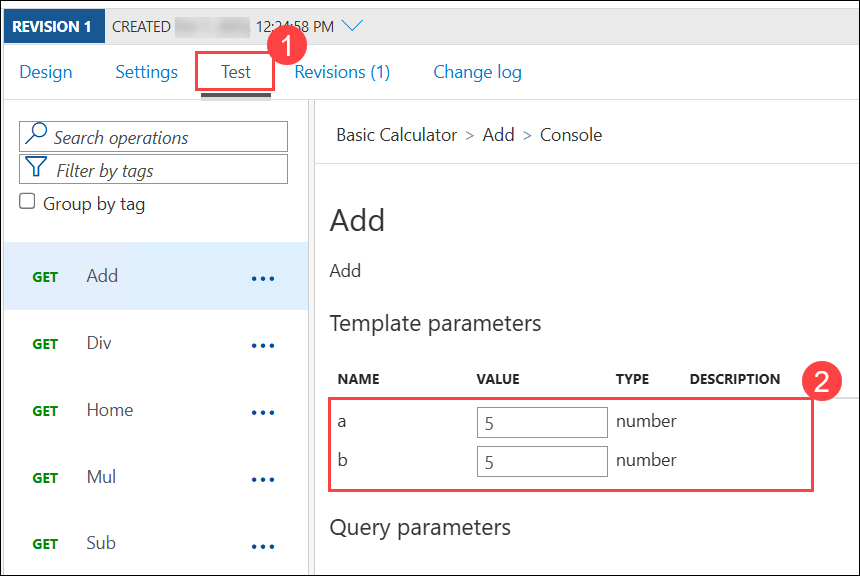 REVISION 1 CREATED 12:24:58 PM
1
Design Settings Test Revisions (1) Change log
Search operations
Filter by tags
Group by tag
Basic Calculator > Add > Console
Add
Add
Template parameters
NAME VALUE TYPE DESCRIPTION
2
a 5 number
b 5 number
Query parameters
GET Add ...
GET Div ...
GET Home ...
GET Mul ...
GET Sub ...